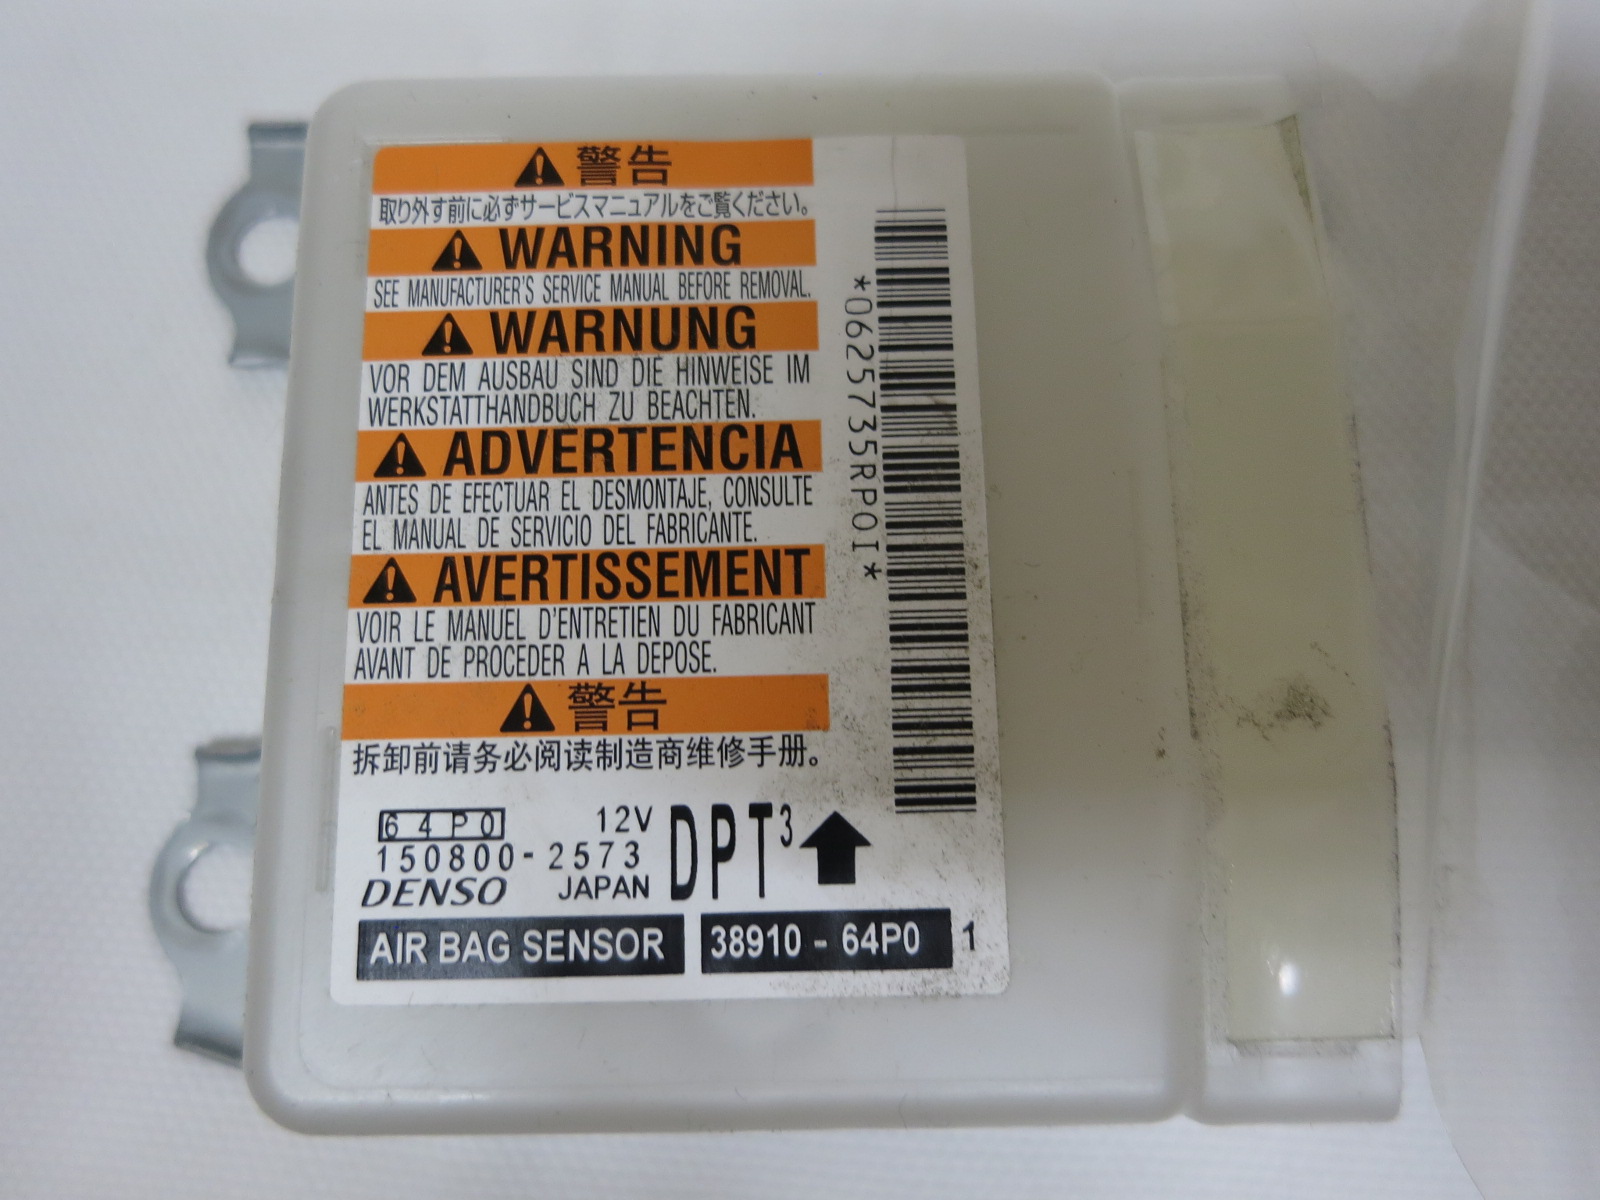 警告
取り外す前に必ずサービスマニュアルをご覧ください。
WARNING
SEE MANUFACTURER'S SERVICE MANUAL BEFORE REMOVAL.
WARNUNG
VOR DEM AUSBAU SIND DIE HINWEISE IM
WERKSTATTHANDBUCH ZU BEACHTEN.
ADVERTENCIA
ANTES DE EFECTUAR EL DESMONTAJE, CONSULTE
EL MANUAL DE SERVICIO DEL FABRICANTE.
AVERTISSEMENT
VOIR LE MANUEL D'ENTRETIEN DU FABRICANT
AVANT DE PROCEDER A LA DEPOSE.
警告
拆卸前请务必阅读制造商维修手册。
*0625735RPOI*
64P0 12V
150800-2573
DENSO JAPAN
DPT3
AIR BAG SENSOR 38910-64P0 1